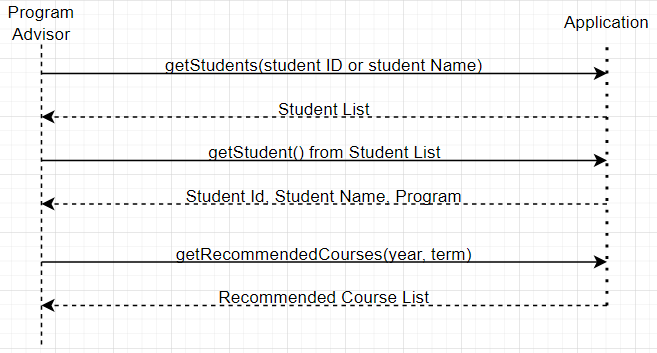 Program
Advisor
Application
getStudents(student ID or student Name)
Student List
getStudent() from Student List
Student Id, Student Name, Program
getRecommendedCourses(year, term)
Recommended Course List